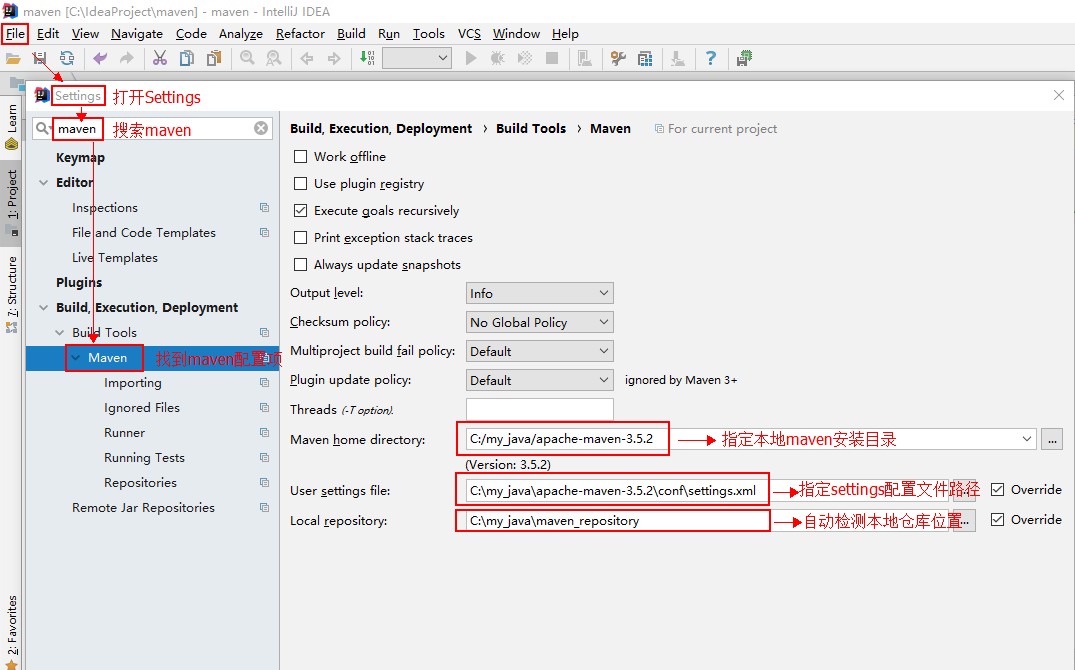 maven [C:\IdeaProject\maven] - maven - IntelliJ IDEA
File Edit View Navigate Code Analyze Refactor Build Run Tools VCS Window Help
Settings 打开Settings
maven 搜索maven
Keymap
Editor
Inspections
File and Code Templates
Live Templates
Plugins
Build, Execution, Deployment
Build Tools
Maven 找到maven配置项
Importing
Ignored Files
Runner
Running Tests
Repositories
Remote Jar Repositories
Build, Execution, Deployment › Build Tools › Maven For current project
Work offline
Use plugin registry
Execute goals recursively
Print exception stack traces
Always update snapshots
Output level: Info
Checksum policy: No Global Policy
Multiproject build fail policy: Default
Plugin update policy: Default ignored by Maven 3+
Threads (-T option).
Maven home directory: C:/my_java/apache-maven-3.5.2 指定本地maven安装目录 ...
(Version: 3.5.2)
User settings file: C:\my_java\apache-maven-3.5.2\conf\settings.xml 指定settings配置文件路径 Override
Local repository: C:\my_java\maven_repository 自动检测本地仓库位置 ... Override
Learn
1: Project
7: Structure
2: Favorites